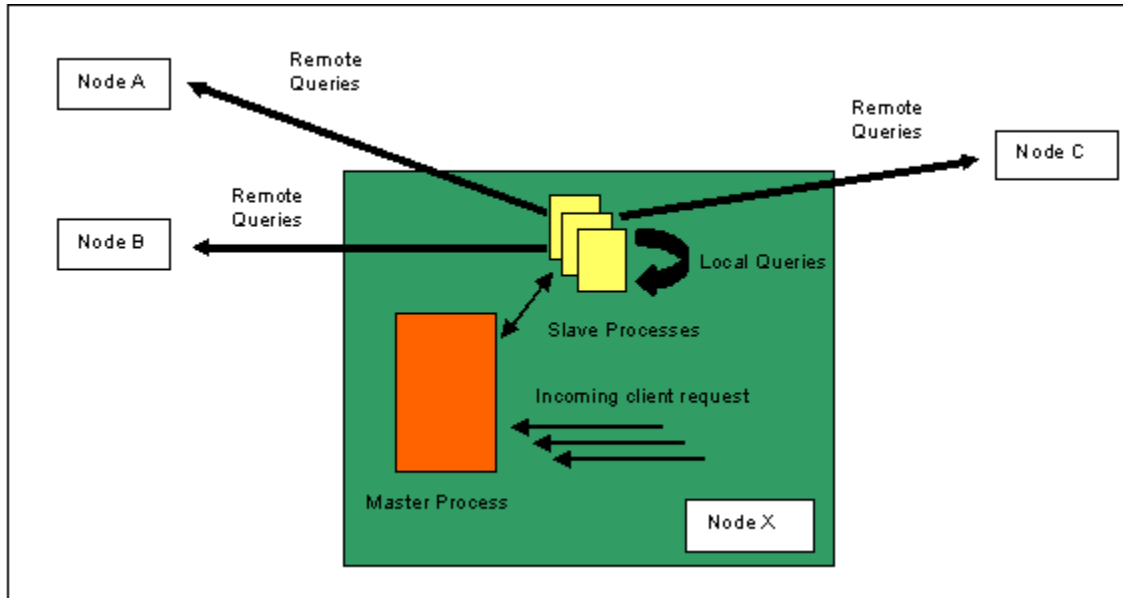 Remote
Queries
Node A
Remote
Queries
Node C
Remote
Queries
Node B
Local Queries
Slave Processes
Incoming client request
Master Process
Node X